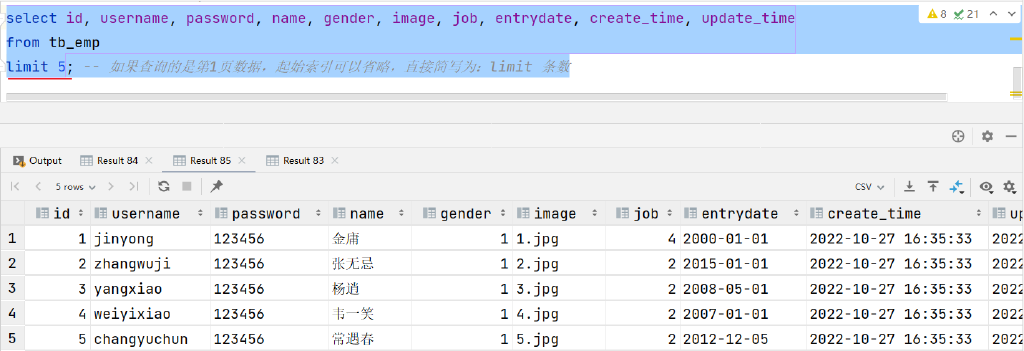 select id, username, password, name, gender, image, job, entrydate, create_time, update_time
8 21
from tb_emp
limit 5; -- 如果查询的是第1页数据，起始索引可以省略，直接简写为：limit 条数
Output Result 84 Result 85 Result 83
5 rows CSV
id username password name gender image job entrydate create_time up
1 1 jinyong 123456 金庸 1 1.jpg 4 2000-01-01 2022-10-27 16:35:33 2022
2 2 zhangwuji 123456 张无忌 1 2.jpg 2 2015-01-01 2022-10-27 16:35:33 2022
3 3 yangxiao 123456 杨逍 1 3.jpg 2 2008-05-01 2022-10-27 16:35:33 2022
4 4 weiyixiao 123456 韦一笑 1 4.jpg 2 2007-01-01 2022-10-27 16:35:33 2022
5 5 changyuchun 123456 常遇春 1 5.jpg 2 2012-12-05 2022-10-27 16:35:33 2022